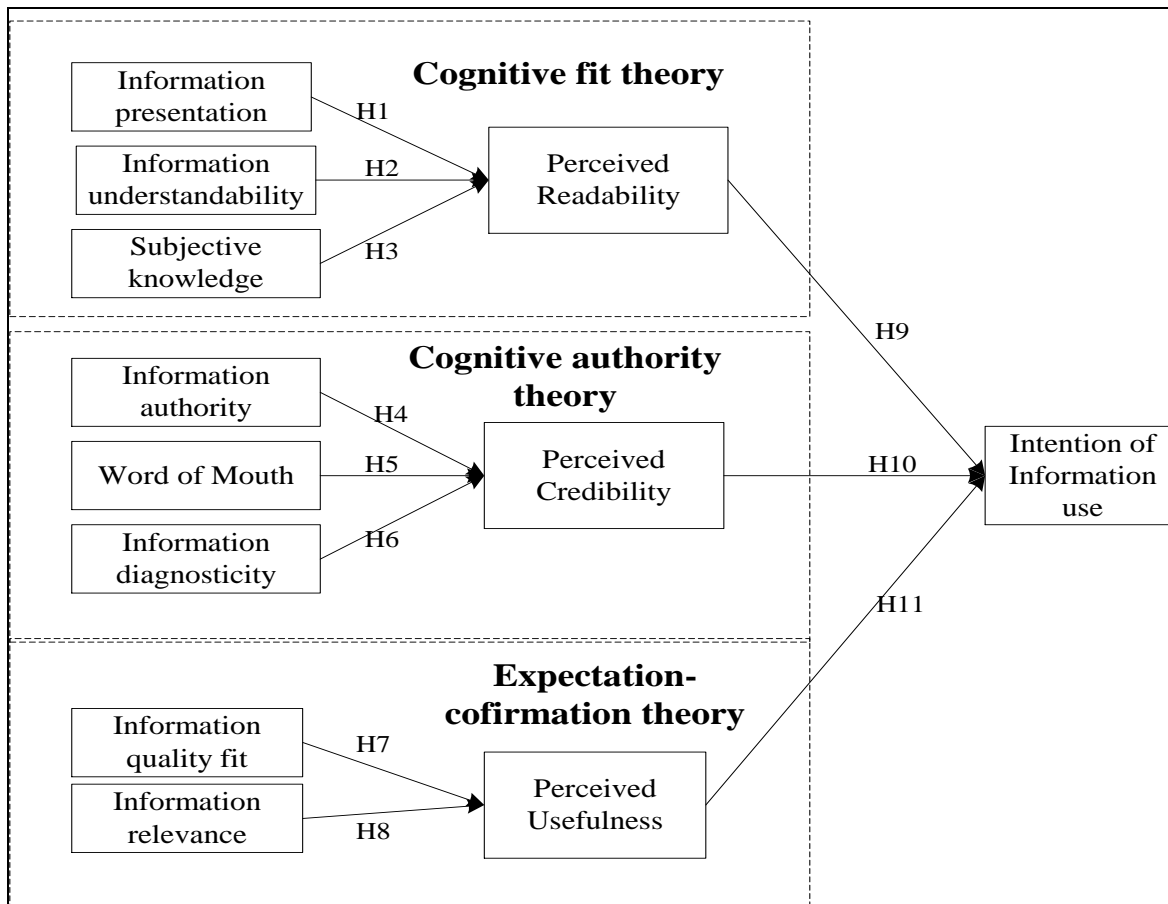 Cognitive fit theory
Information
presentation
H1
Information
understandability
H2
Subjective
knowledge
H3
Perceived
Readability
H9
Cognitive authority
theory
Information
authority
H4
Word of Mouth
H5
Information
diagnosticity
H6
Perceived
Credibility
H10
Intention of
Information
use
Expectation-
cofirmation theory
Information
quality fit
H7
Information
relevance
H8
Perceived
Usefulness
H11